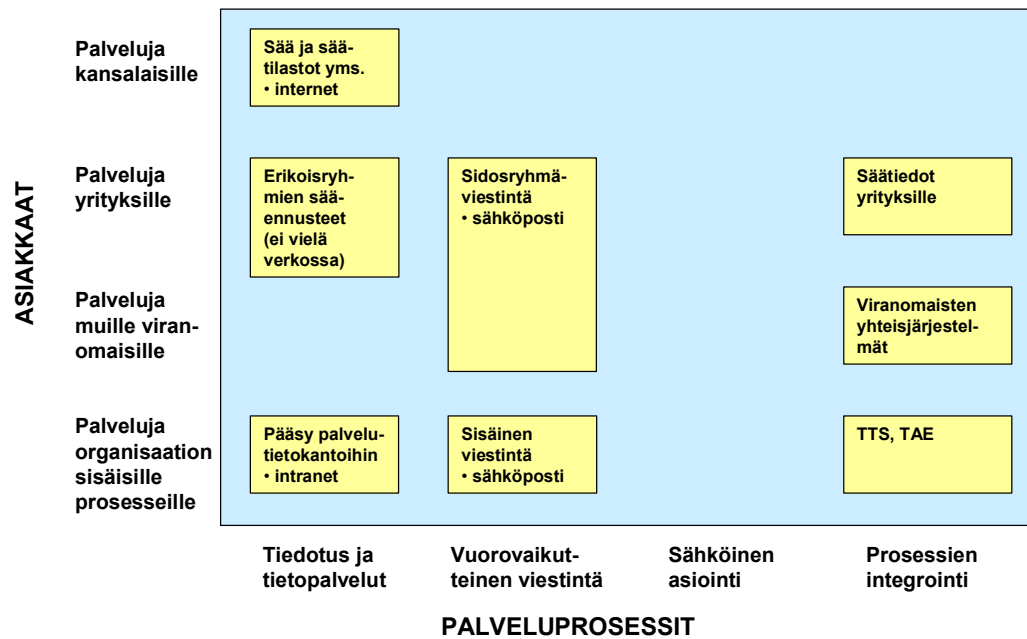 Palveluja
kansalaisille
Sää ja sää-
tilastot yms.
• internet
ASIAKKAAT
Palveluja
yrityksille
Erikoisryh-
mien sää-
ennusteet
(ei vielä
verkossa)
Sidosryhmä-
viestintä
• sähköposti
Säätiedot
yrityksille
Palveluja
muille viran-
omaisille
Viranomaisten
yhteisjärjestel-
mät
Palveluja
organisaation
sisäisille
prosesseille
Pääsy palvelu-
tietokantoihin
• intranet
Sisäinen
viestintä
• sähköposti
TTS, TAE
Tiedotus ja
tietopalvelut
Vuorovaikut-
teinen viestintä
Sähköinen
asiointi
Prosessien
integrointi
PALVELUPROSESSIT